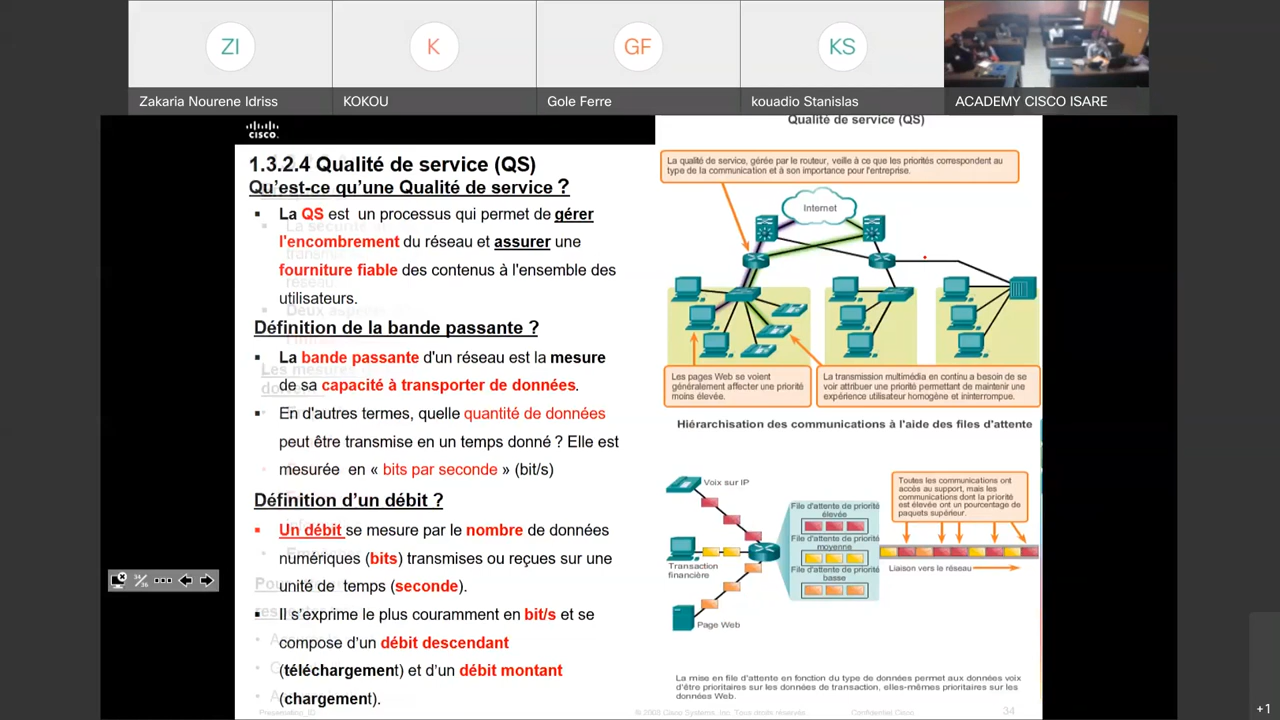 ZI
K
GF
KS
Zakaria Nourene Idriss
KOKOU
Gole Ferre
kouadio Stanislas
ACADEMY CISCO ISARE
CISCO.
1.3.2.4 Qualité de service (QS)
Qu'est-ce qu'une Qualité de service ?
▪ La QS est un processus qui permet de gérer
l'encombrement du réseau et assurer une
fourniture fiable des contenus à l'ensemble des
utilisateurs.
Définition de la bande passante ?
▪ La bande passante d'un réseau est la mesure
de sa capacité à transporter de données.
▪ En d'autres termes, quelle quantité de données
peut être transmise en un temps donné ? Elle est
mesurée en « bits par seconde » (bit/s)
Définition d'un débit ?
▪ Un débit se mesure par le nombre de données
numériques (bits) transmises ou reçues sur une
unité de temps (seconde).
▪ Il s'exprime le plus couramment en bit/s et se
compose d'un débit descendant
(téléchargement) et d'un débit montant
(chargement).
Qualité de service (QS)
La qualité de service, gérée par le routeur, veille à ce que les priorités correspondent au
type de la communication et à son importance pour l'entreprise.
Internet
Les pages Web se voient
généralement affecter une priorité
moins élevée.
La transmission multimédia en continu a besoin de se
voir attribuer une priorité permettant de maintenir une
expérience utilisateur homogène et ininterrompue.
Hiérarchisation des communications à l'aide des files d'attente
Voix sur IP
Transaction
financière
Page Web
File d'attente de priorité
élevée
File d'attente de priorité
moyenne
File d'attente de priorité
basse
Toutes les communications ont
accès au support, mais les
communications dont la priorité
est élevée ont un pourcentage de
paquets supérieur.
Liaison vers le réseau
La mise en file d'attente en fonction du type de données permet aux données voix
d'être prioritaires sur les données de transaction, elles-mêmes prioritaires sur les
données Web.
Presentation_ID
Cisco Systems, Inc. Tous droits réservés.
Confidentiel Cisco
34
+1